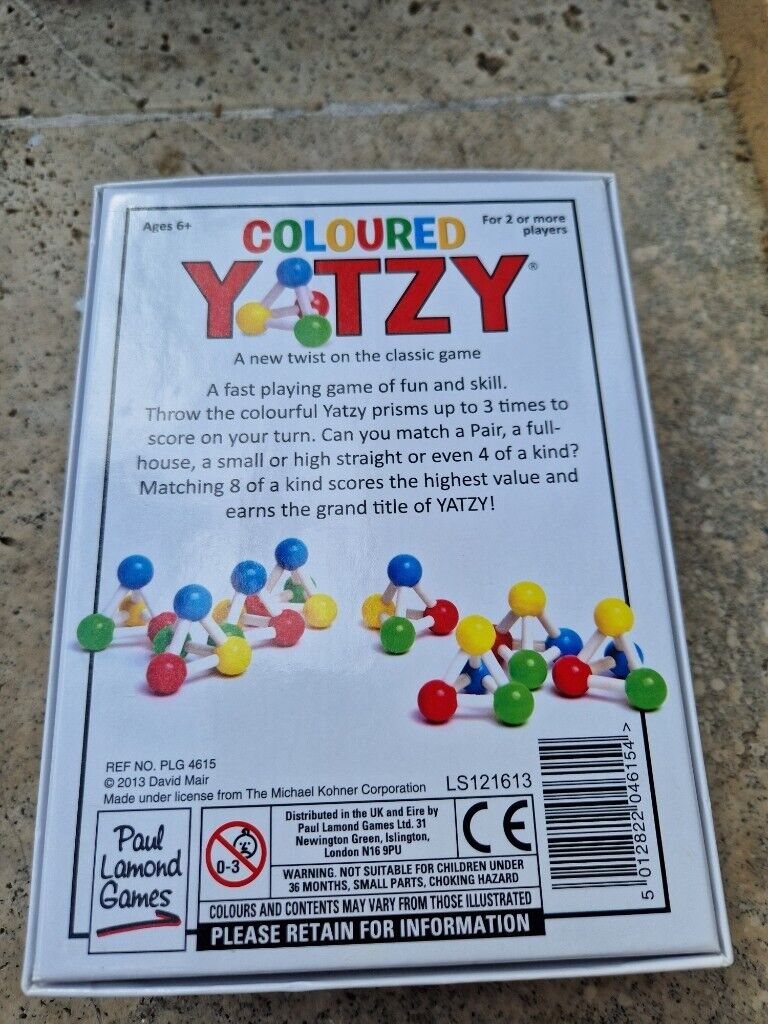 Ages 6+
COLOURED
For 2 or more
players
YATZY®
A new twist on the classic game
A fast playing game of fun and skill.
Throw the colourful Yatzy prisms up to 3 times to
score on your turn. Can you match a Pair, a full-
house, a small or high straight or even 4 of a kind?
Matching 8 of a kind scores the highest value and
earns the grand title of YATZY!
REF NO. PLG 4615
© 2013 David Mair
Made under license from The Michael Kohner Corporation
LS121613
Paul
Lamond
Games
0-3
Distributed in the UK and Eire by
Paul Lamond Games Ltd. 31
Newington Green, Islington,
London N16 9PU
CE
WARNING. NOT SUITABLE FOR CHILDREN UNDER
36 MONTHS, SMALL PARTS, CHOKING HAZARD
COLOURS AND CONTENTS MAY VARY FROM THOSE ILLUSTRATED
PLEASE RETAIN FOR INFORMATION
5 012822 046154 >